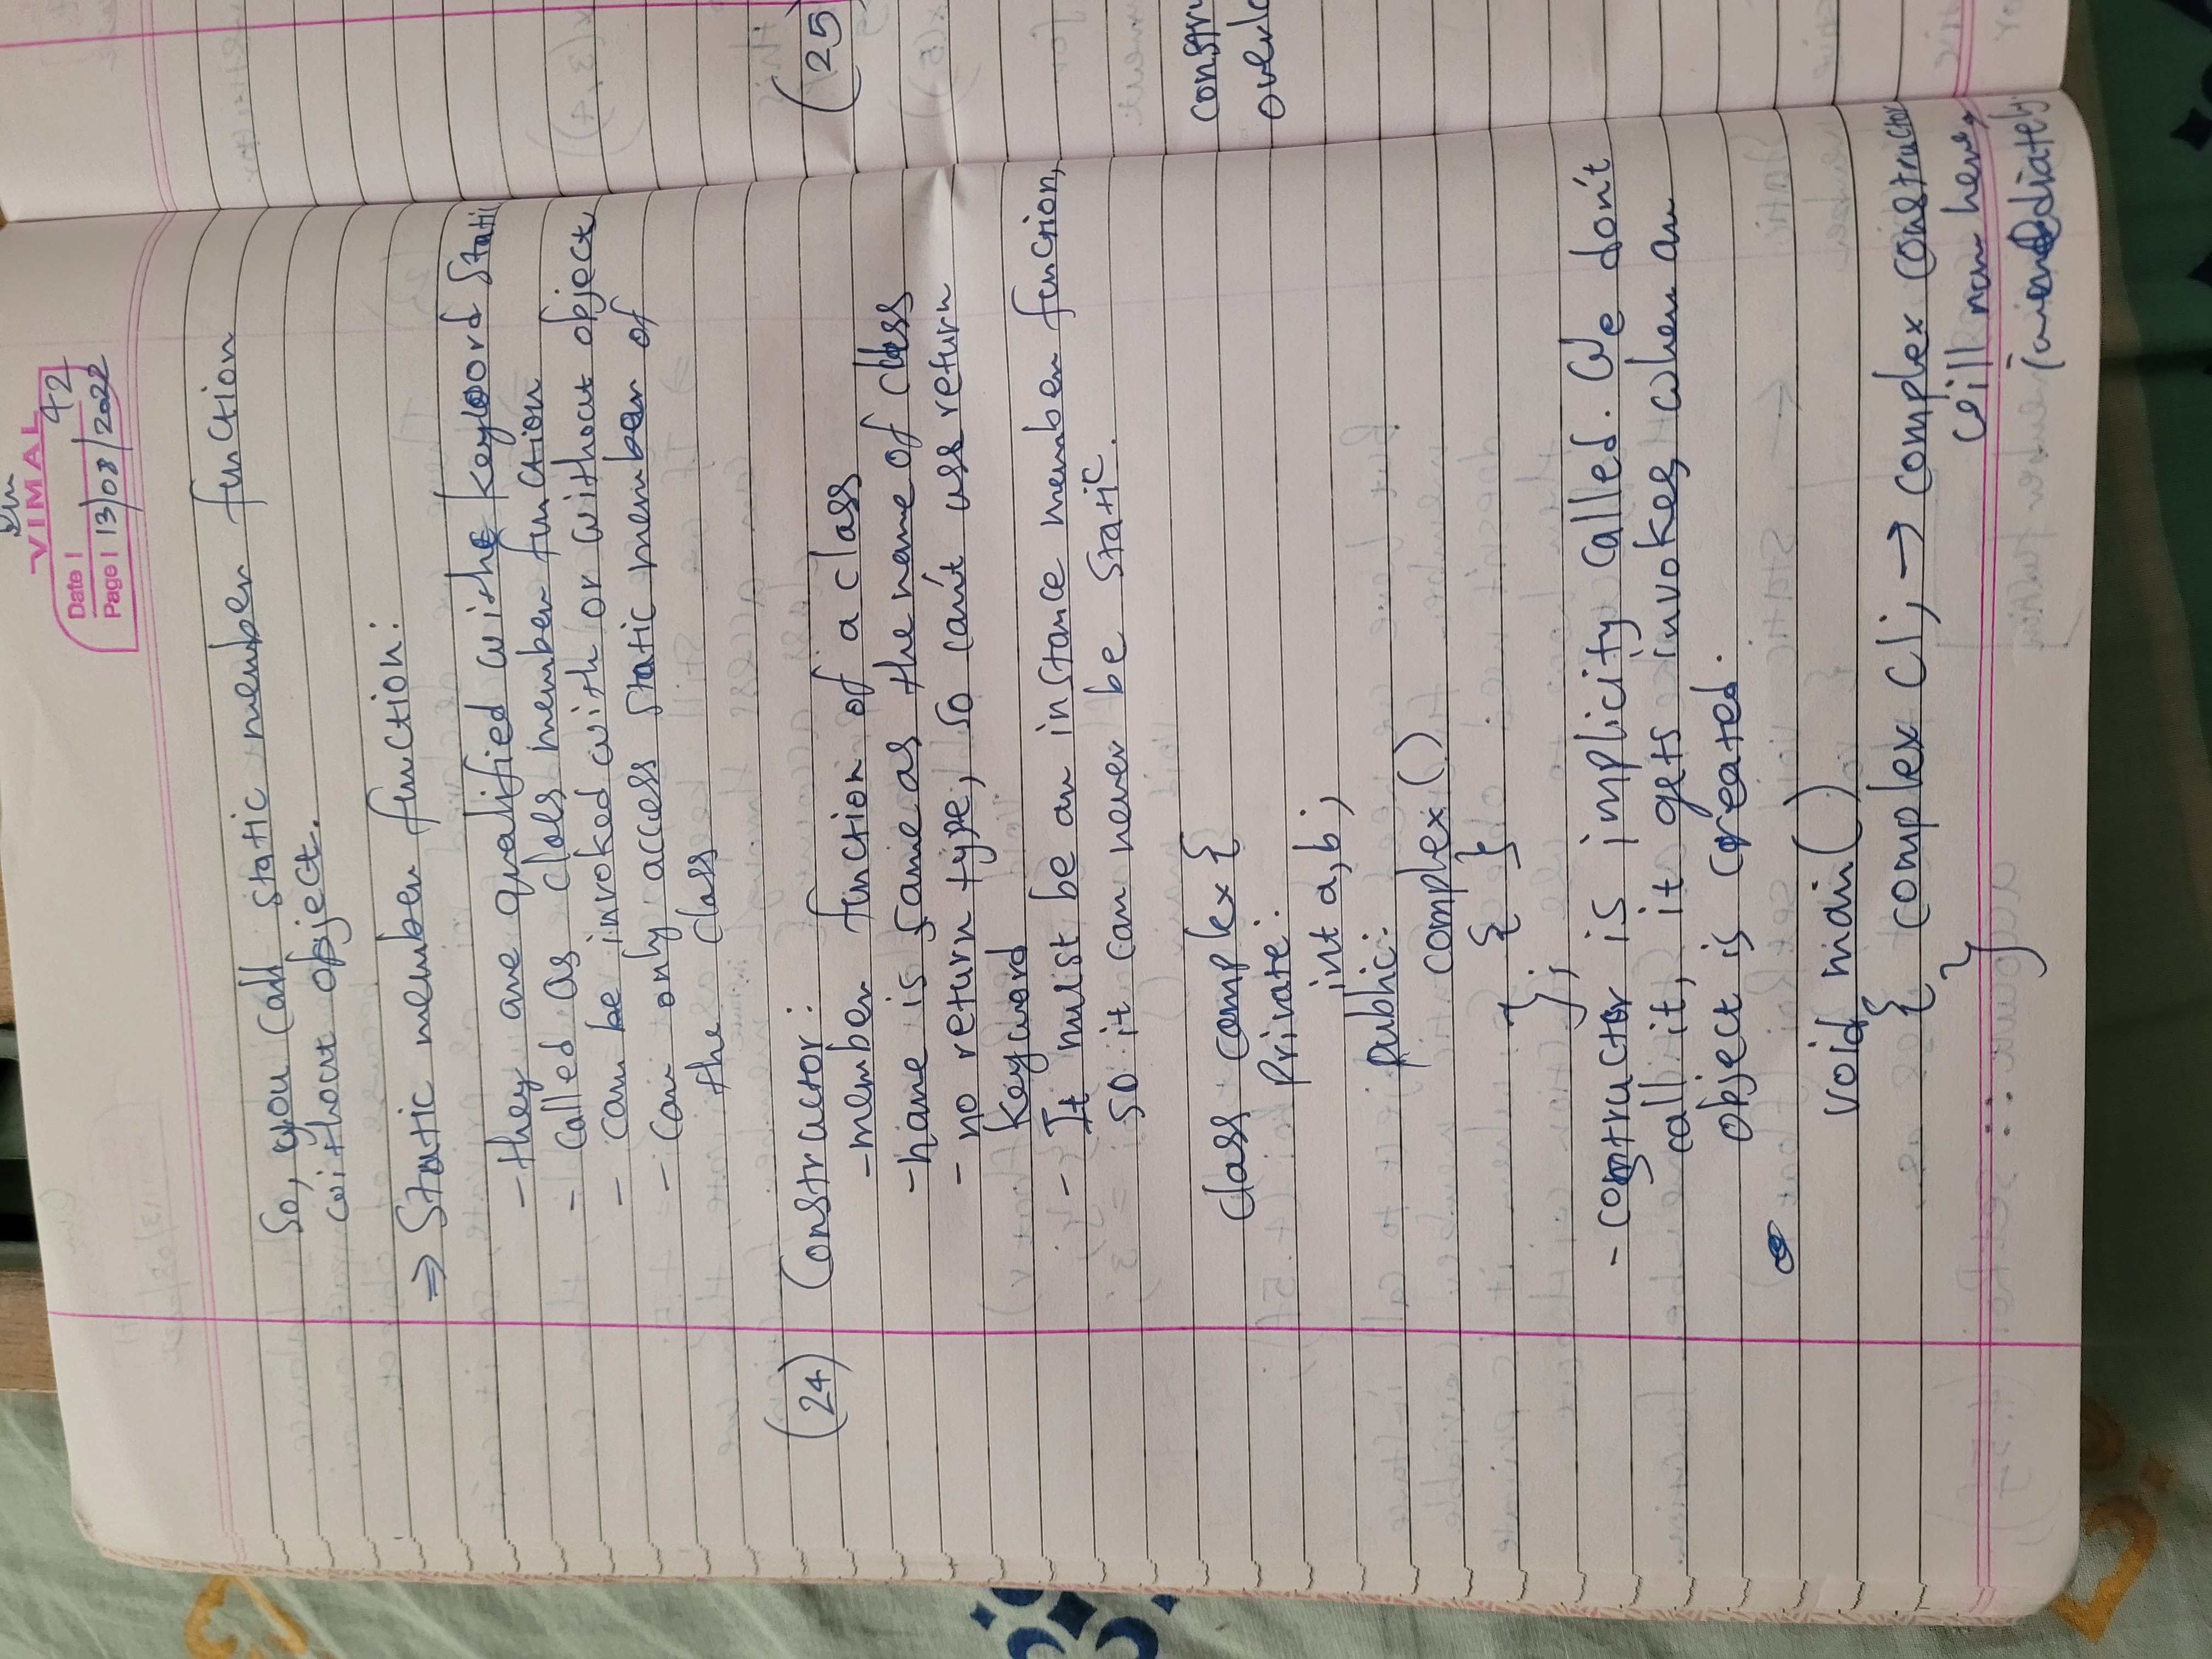 VIMAL
Date | 42
Page | 13/08/2022
So, you call static member function
without object.
⇒ Static member function:
- they are qualified withe keyword Static
- called as class member function
- can be invoked with or without object
- can only access static member of
the class
(24) Constructor:
- member function of a class
- name is same as the name of class
- no return type, so can't use return
keyword
- It must be an instance member function,
so it can never be static.
class complex {
private:
int a, b;
public:
complex ()
{ }
};
- constructor is implicity called. We don't
call it, it gets invokes when an
object is created.
void main()
{ complex c1; → complex constructor
will run here,
immediately
}
(25)